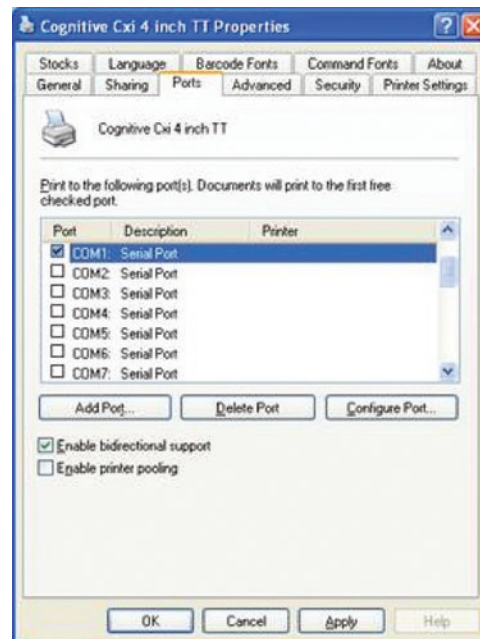 Cognitive Cxi 4 inch TT Properties
Stocks Language Barcode Fonts Command Fonts About
General Sharing Ports Advanced Security Printer Settings
Cognitive Cxi 4 inch TT
Print to the following port(s). Documents will print to the first free
checked port.
Port Description Printer
COM1: Serial Port
COM2: Serial Port
COM3: Serial Port
COM4: Serial Port
COM5: Serial Port
COM6: Serial Port
COM7: Serial Port
Add Port... Delete Port Configure Port...
Enable bidirectional support
Enable printer pooling
OK Cancel Apply Help